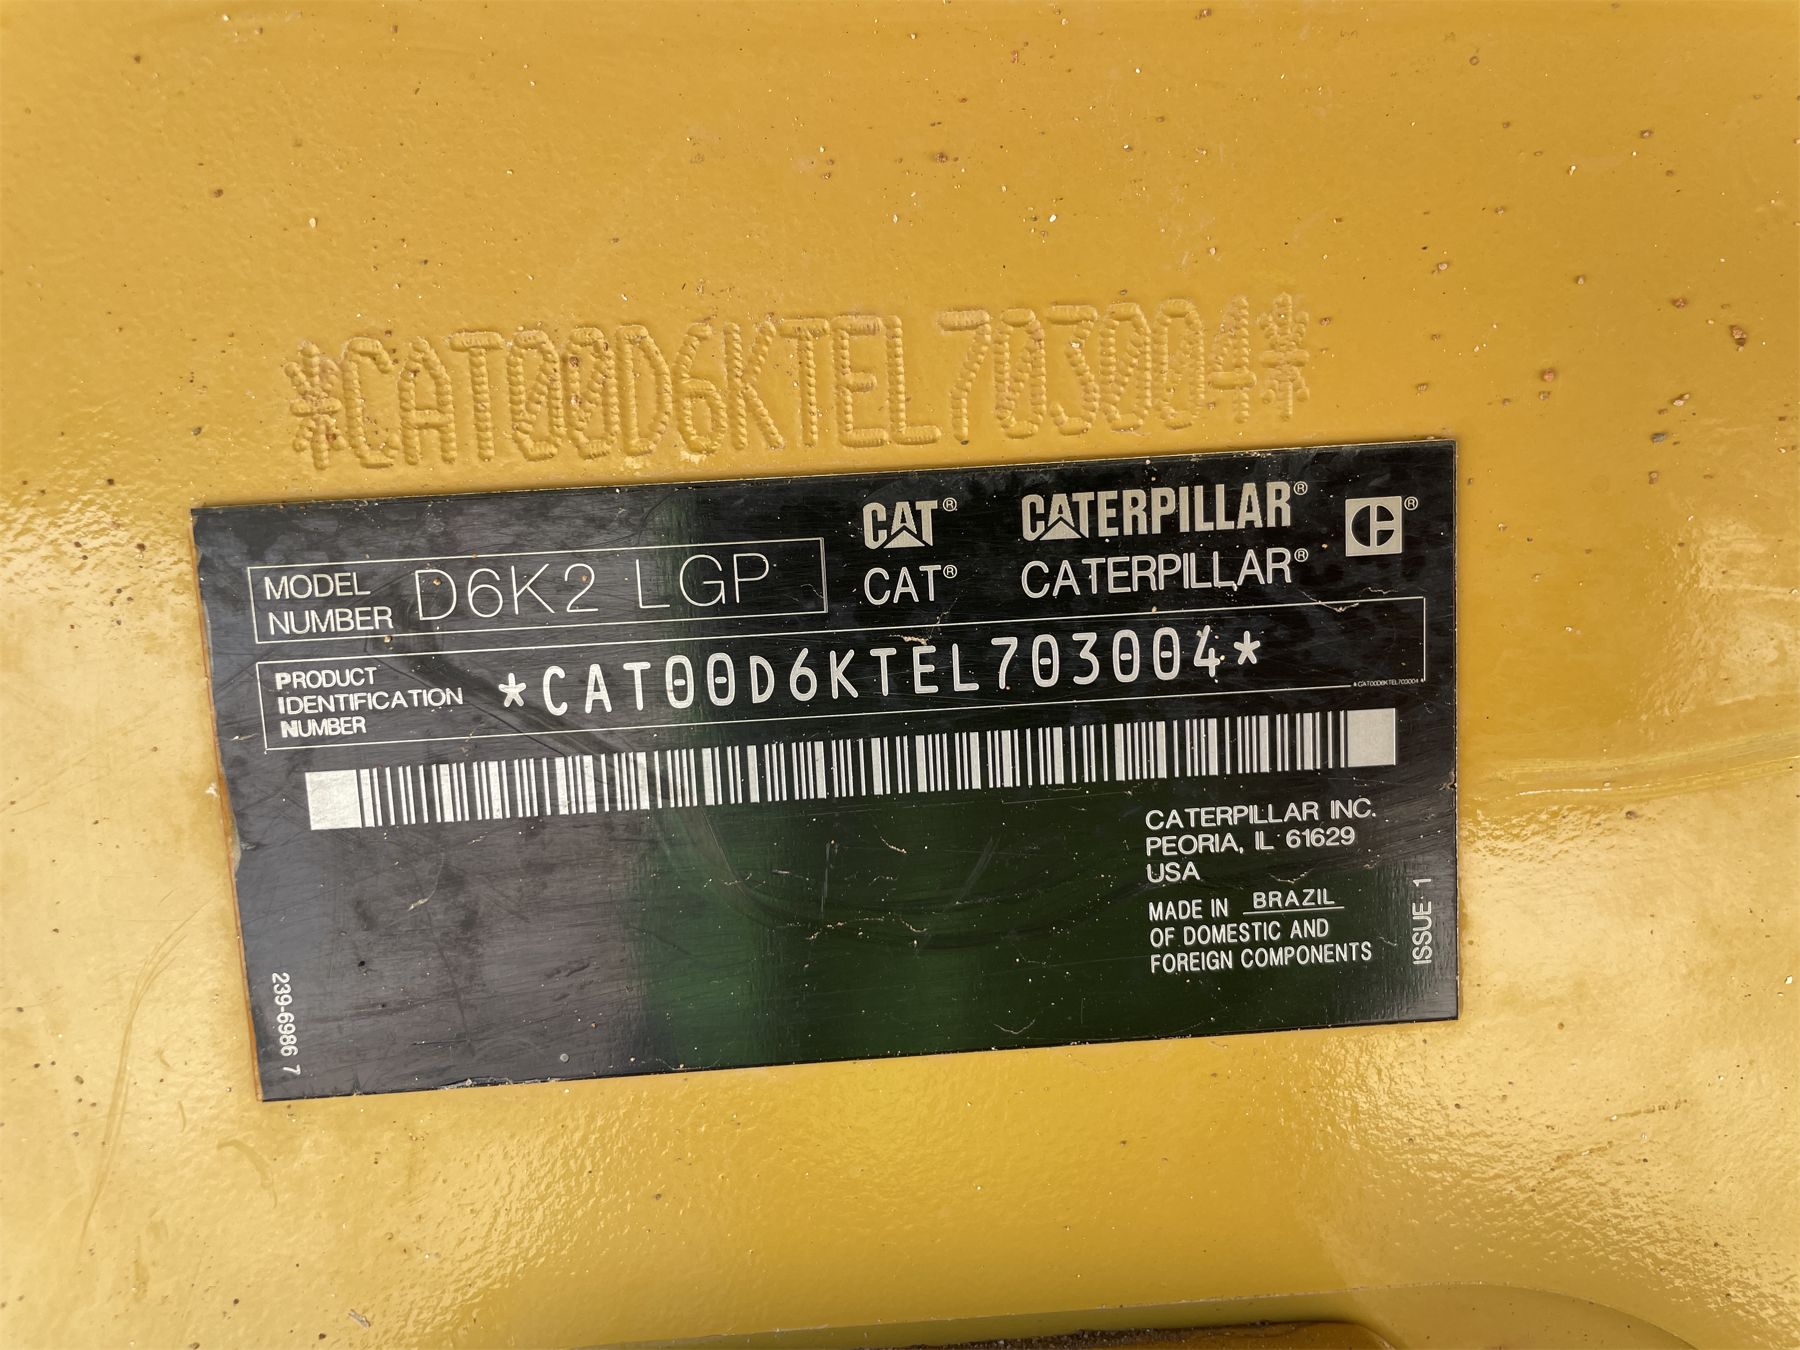 *CAT00D6KTEL703004*
CAT® CATERPILLAR® ®
MODEL NUMBER D6K2 LGP
CAT® CATERPILLAR®
PRODUCT IDENTIFICATION NUMBER *CAT00D6KTEL703004*
*CAT00D6KTEL703004
CATERPILLAR INC.
PEORIA, IL 61629
USA
MADE IN BRAZIL
OF DOMESTIC AND
FOREIGN COMPONENTS
ISSUE 1
239-6986 7